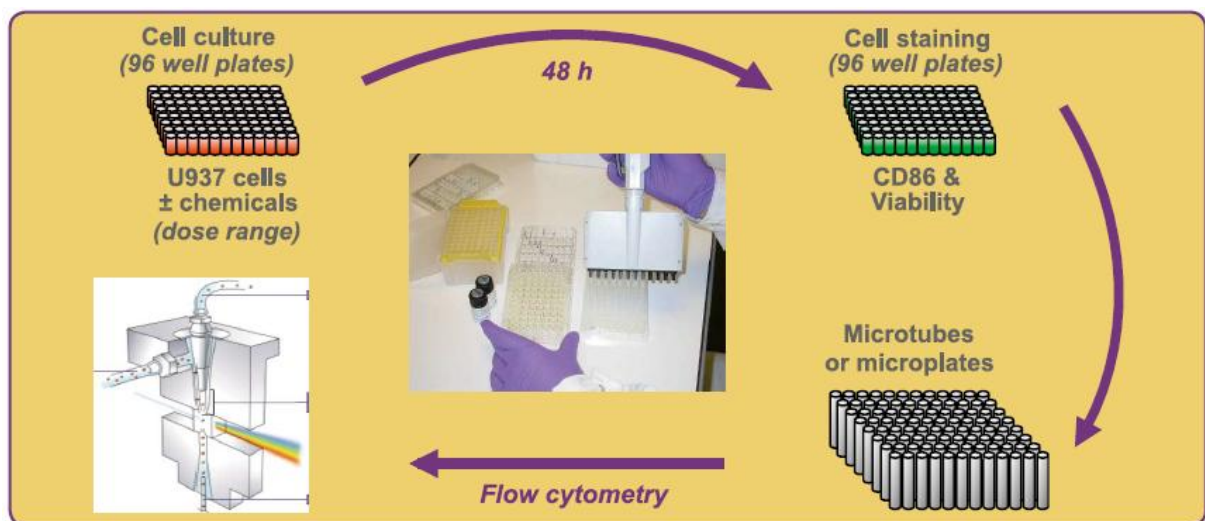 Cell culture
(96 well plates)
U937 cells
± chemicals
(dose range)
48 h
Cell staining
(96 well plates)
CD86 &
Viability
Microtubes
or microplates
Flow cytometry